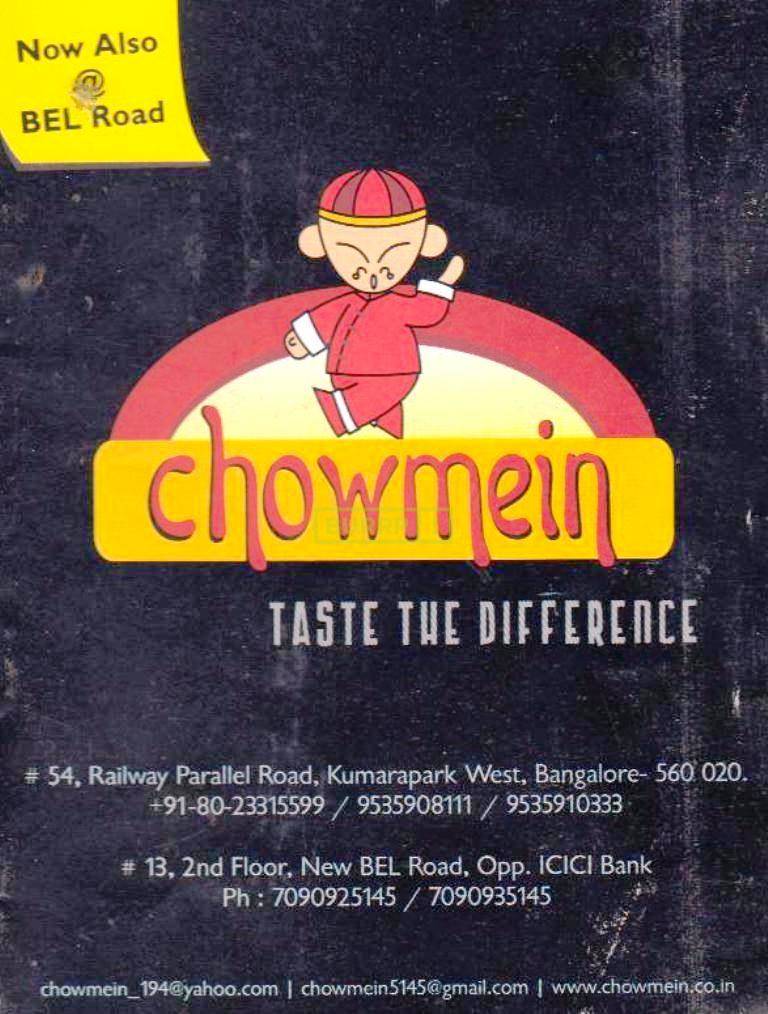 Now Also
@
BEL Road
chowmein
TASTE THE DIFFERENCE
# 54, Railway Parallel Road, Kumarapark West, Bangalore- 560 020.
+91-80-23315599 / 9535908111 / 9535910333
# 13, 2nd Floor, New BEL Road, Opp. ICICI Bank
Ph : 7090925145 / 7090935145
chowmein_194@yahoo.com | chowmein5145@gmail.com | www.chowmein.co.in